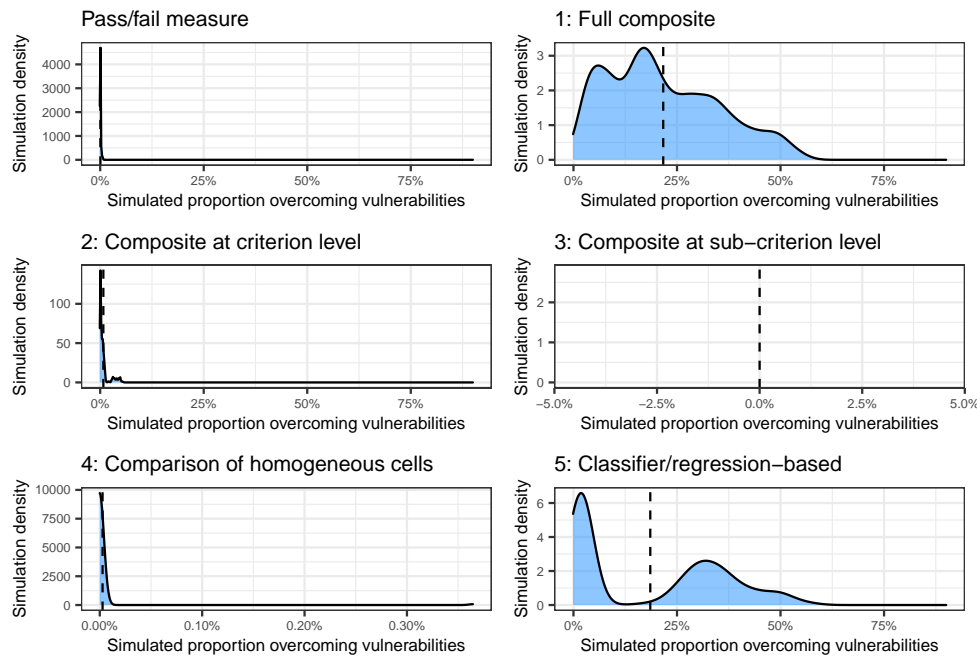 Pass/fail measure
Simulation density
4000
3000
2000
1000
0
0%
25%
50%
75%
Simulated proportion overcoming vulnerabilities
1: Full composite
Simulation density
3
2
1
0
0%
25%
50%
75%
Simulated proportion overcoming vulnerabilities
2: Composite at criterion level
Simulation density
100
50
0
0%
25%
50%
75%
Simulated proportion overcoming vulnerabilities
3: Composite at sub−criterion level
Simulation density
2
1
0
−5.0%
−2.5%
0.0%
2.5%
5.0%
Simulated proportion overcoming vulnerabilities
4: Comparison of homogeneous cells
Simulation density
10000
7500
5000
2500
0
0.00%
0.10%
0.20%
0.30%
Simulated proportion overcoming vulnerabilities
5: Classifier/regression−based
Simulation density
6
4
2
0
0%
25%
50%
75%
Simulated proportion overcoming vulnerabilities